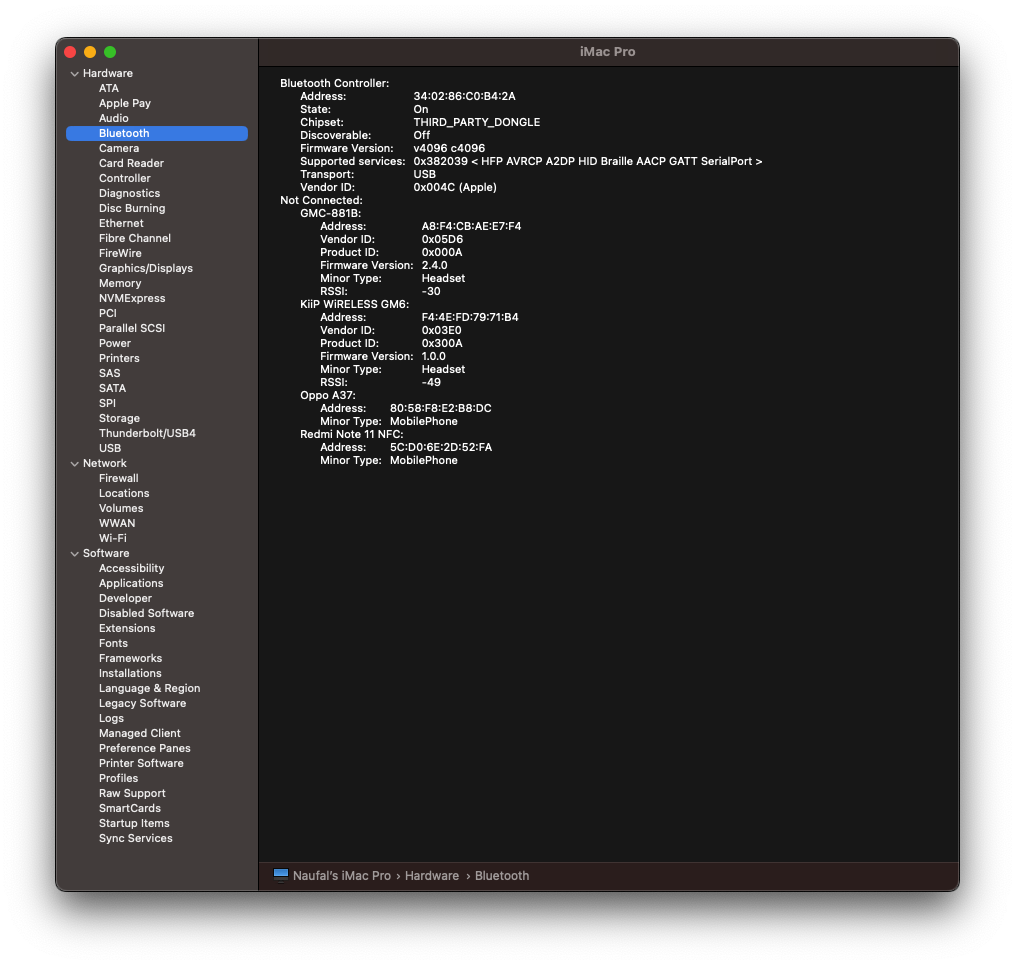 iMac Pro
Hardware
ATA
Apple Pay
Audio
Bluetooth
Camera
Card Reader
Controller
Diagnostics
Disc Burning
Ethernet
Fibre Channel
FireWire
Graphics/Displays
Memory
NVMExpress
PCI
Parallel SCSI
Power
Printers
SAS
SATA
SPI
Storage
Thunderbolt/USB4
USB
Network
Firewall
Locations
Volumes
WWAN
Wi-Fi
Software
Accessibility
Applications
Developer
Disabled Software
Extensions
Fonts
Frameworks
Installations
Language & Region
Legacy Software
Logs
Managed Client
Preference Panes
Printer Software
Profiles
Raw Support
SmartCards
Startup Items
Sync Services
Bluetooth Controller:
Address: 34:02:86:C0:B4:2A
State: On
Chipset: THIRD_PARTY_DONGLE
Discoverable: Off
Firmware Version: v4096 c4096
Supported services: 0x382039 < HFP AVRCP A2DP HID Braille AACP GATT SerialPort >
Transport: USB
Vendor ID: 0x004C (Apple)
Not Connected:
GMC-881B:
Address: A8:F4:CB:AE:E7:F4
Vendor ID: 0x05D6
Product ID: 0x000A
Firmware Version: 2.4.0
Minor Type: Headset
RSSI: -30
KiiP WiRELESS GM6:
Address: F4:4E:FD:79:71:B4
Vendor ID: 0x03E0
Product ID: 0x300A
Firmware Version: 1.0.0
Minor Type: Headset
RSSI: -49
Oppo A37:
Address: 80:58:F8:E2:B8:DC
Minor Type: MobilePhone
Redmi Note 11 NFC:
Address: 5C:D0:6E:2D:52:FA
Minor Type: MobilePhone
Naufal’s iMac Pro › Hardware › Bluetooth